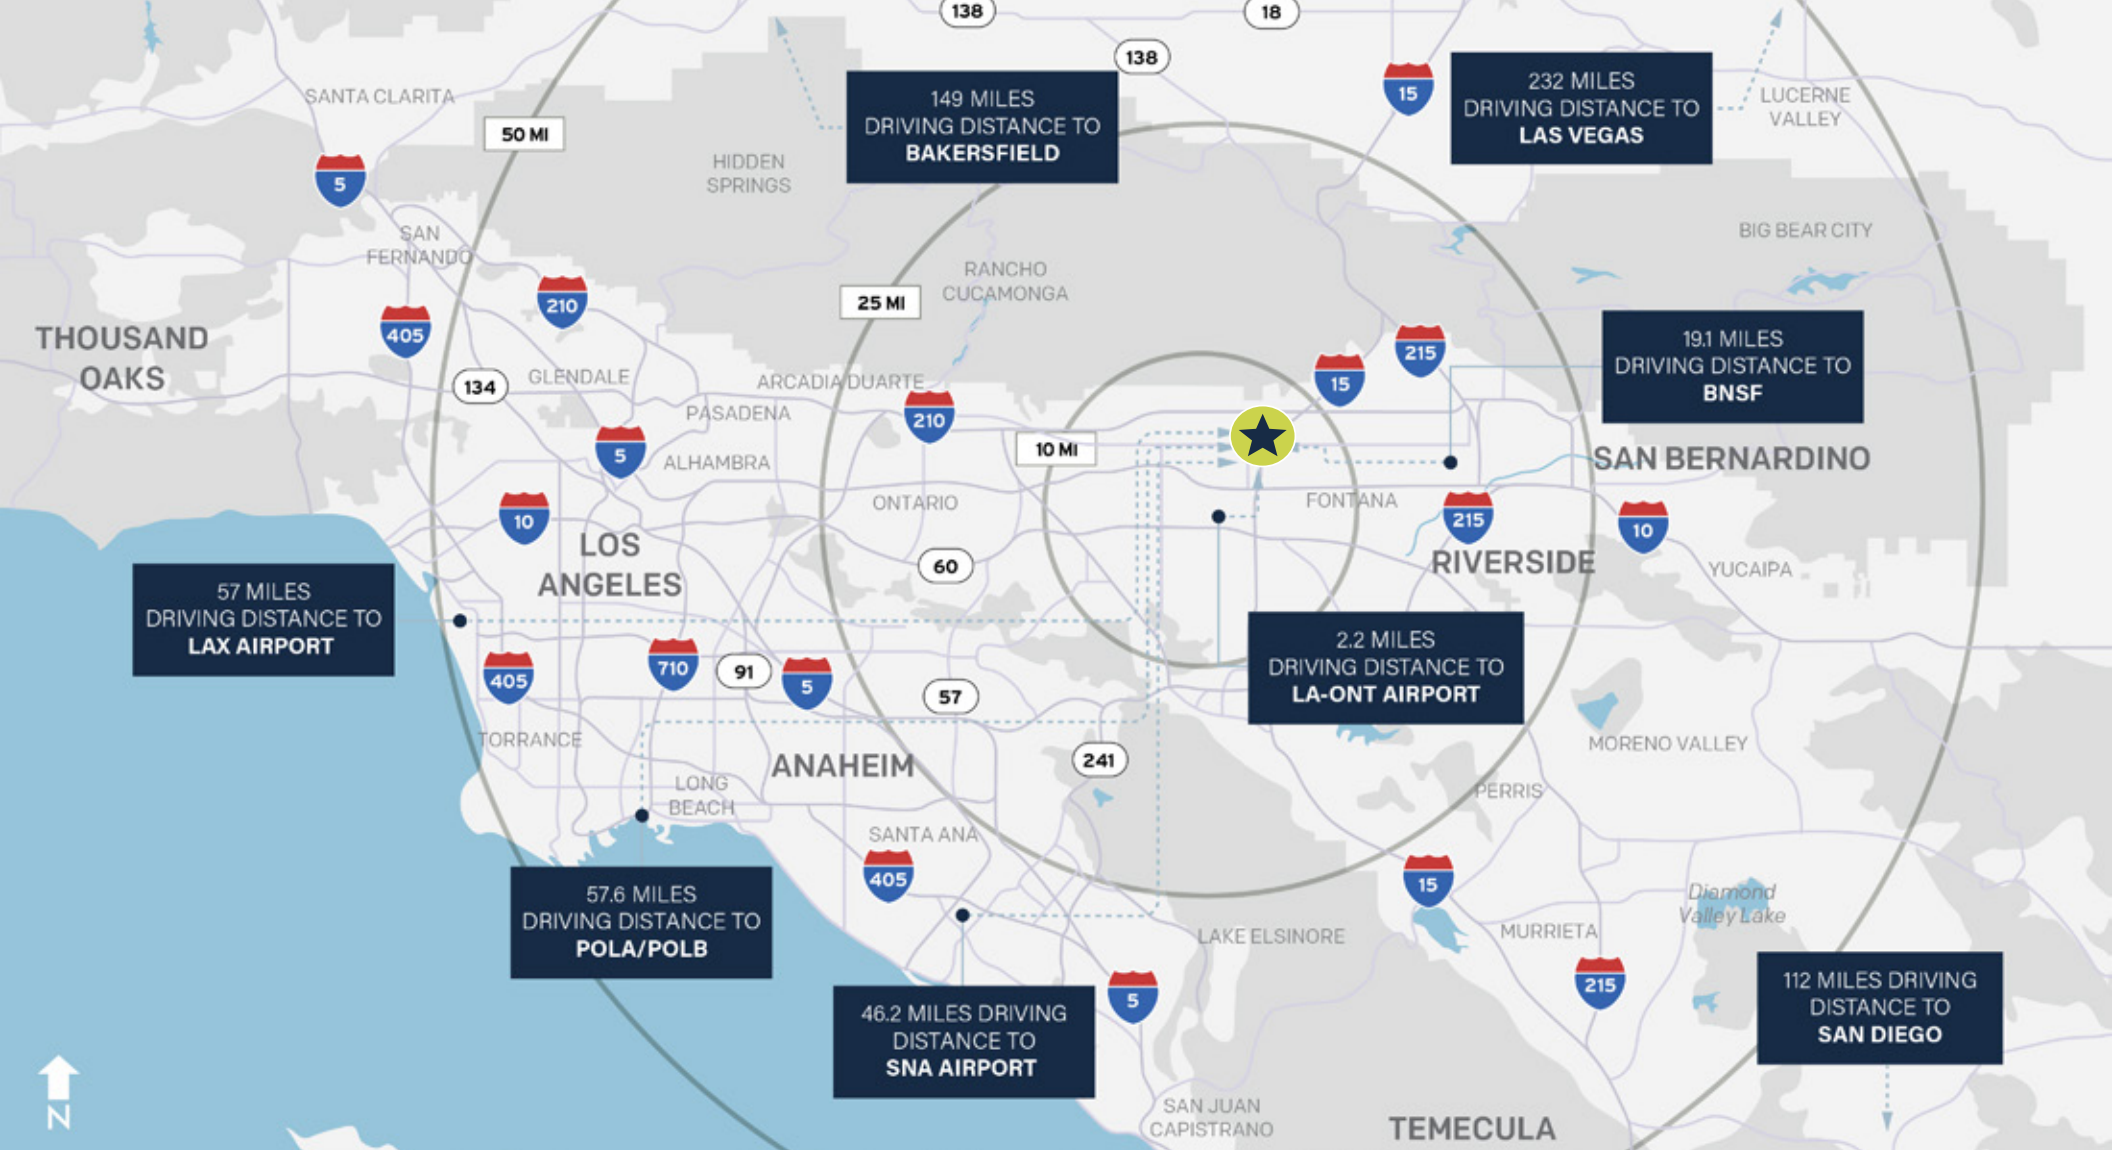 138
18
138
15
232 MILES
DRIVING DISTANCE TO
LAS VEGAS
LUCERNE
VALLEY
SANTA CLARITA
149 MILES
DRIVING DISTANCE TO
BAKERSFIELD
50 MI
HIDDEN
SPRINGS
5
SAN
FERNANDO
BIG BEAR CITY
210
25 MI
RANCHO
CUCAMONGA
405
THOUSAND
OAKS
134
GLENDALE
ARCADIA DUARTE
PASADENA
210
15
215
19.1 MILES
DRIVING DISTANCE TO
BNSF
5
ALHAMBRA
10 MI
SAN BERNARDINO
ONTARIO
FONTANA
10
215
10
LOS
ANGELES
60
RIVERSIDE
YUCAIPA
57 MILES
DRIVING DISTANCE TO
LAX AIRPORT
405
710
91
5
57
2.2 MILES
DRIVING DISTANCE TO
LA-ONT AIRPORT
TORRANCE
ANAHEIM
241
MORENO VALLEY
LONG
BEACH
PERRIS
SANTA ANA
405
15
Diamond
Valley Lake
57.6 MILES
DRIVING DISTANCE TO
POLA/POLB
LAKE ELSINORE
MURRIETA
5
215
46.2 MILES DRIVING
DISTANCE TO
SNA AIRPORT
112 MILES DRIVING
DISTANCE TO
SAN DIEGO
N
SAN JUAN
CAPISTRANO
TEMECULA